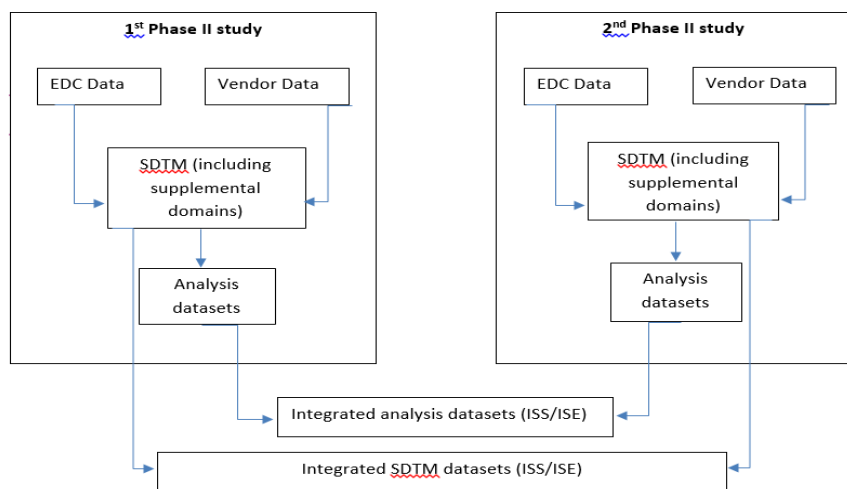 1st Phase II study
EDC Data
Vendor Data
SDTM (including
supplemental
domains)
Analysis
datasets
2nd Phase II study
EDC Data
Vendor Data
SDTM (including
supplemental
domains)
Analysis
datasets
Integrated analysis datasets (ISS/ISE)
Integrated SDTM datasets (ISS/ISE)